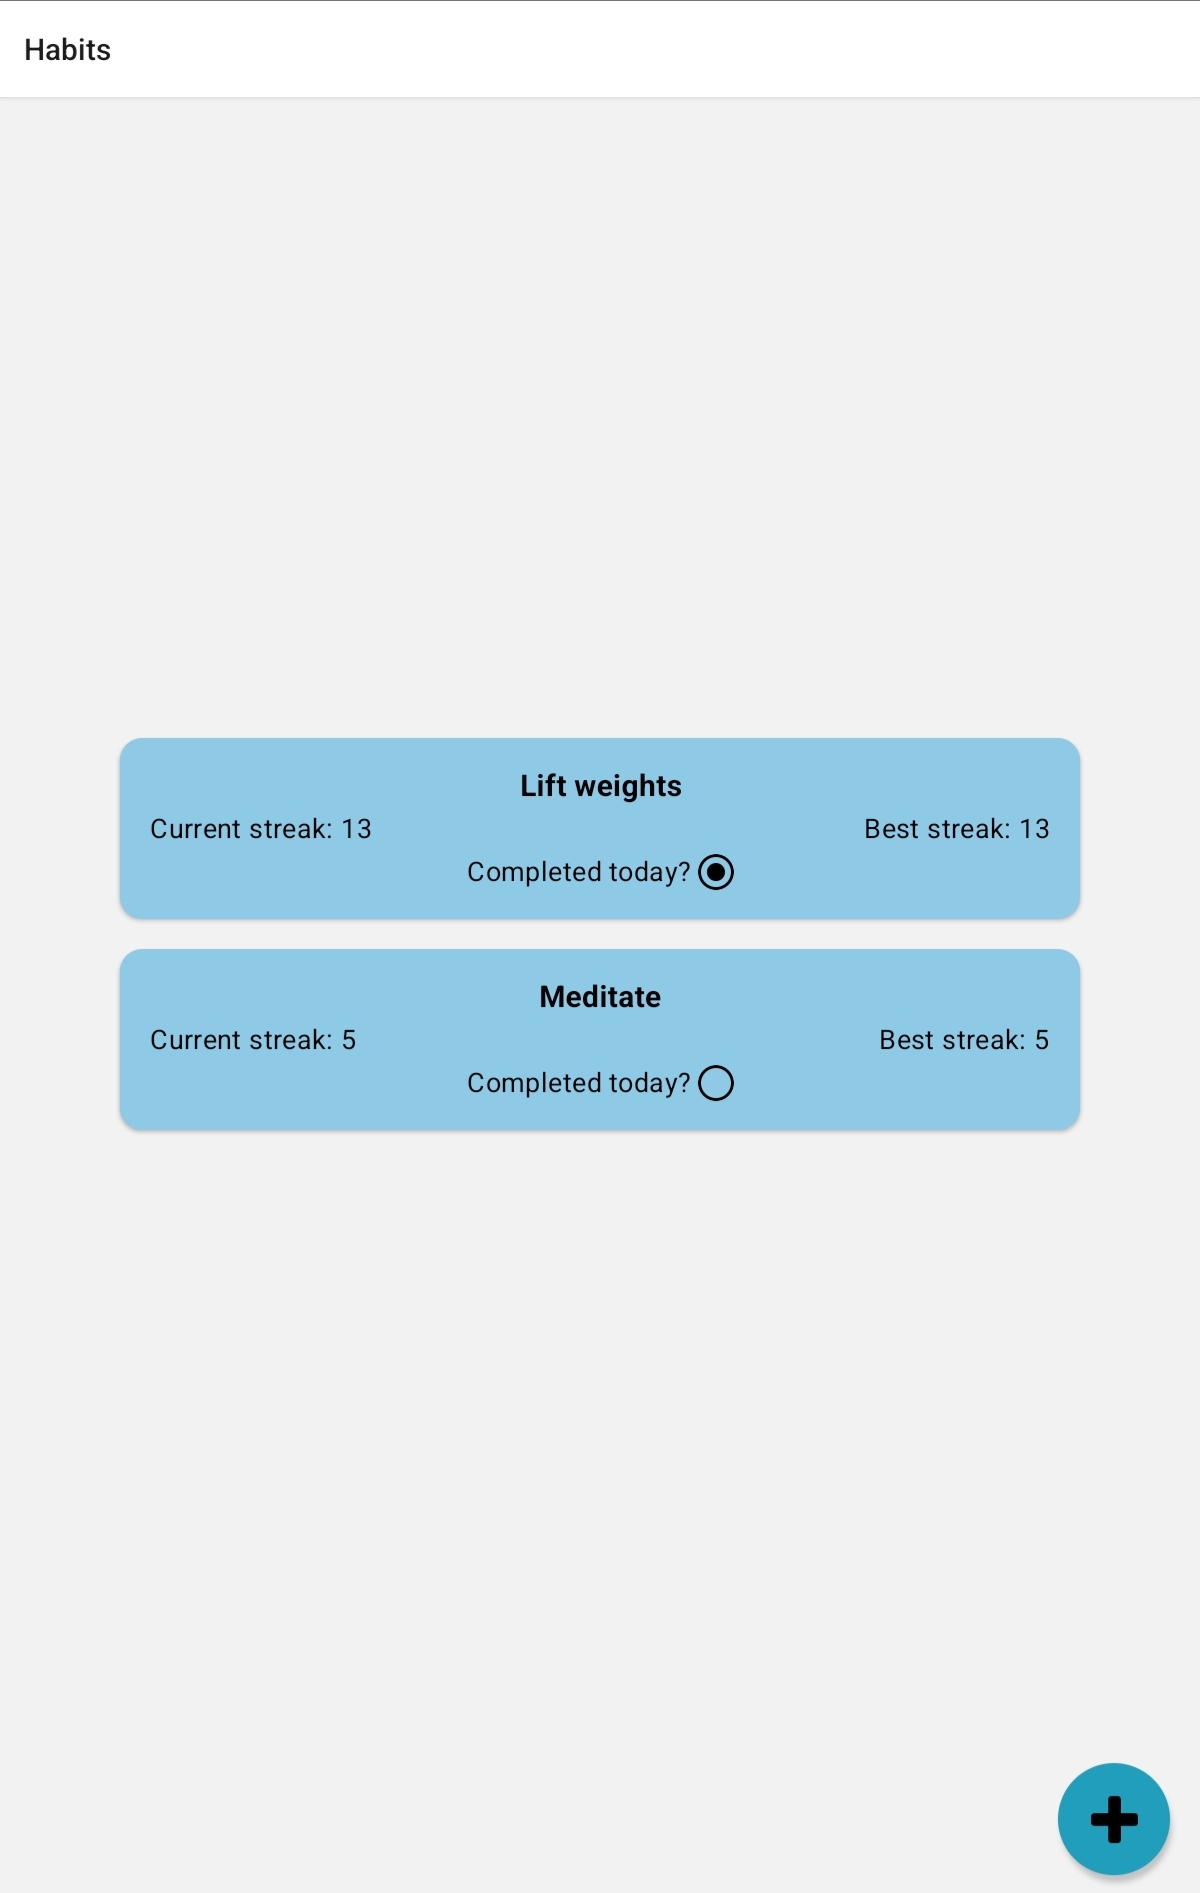 Habits
Lift weights
Current streak: 13 Best streak: 13
Completed today?
Meditate
Current streak: 5 Best streak: 5
Completed today?